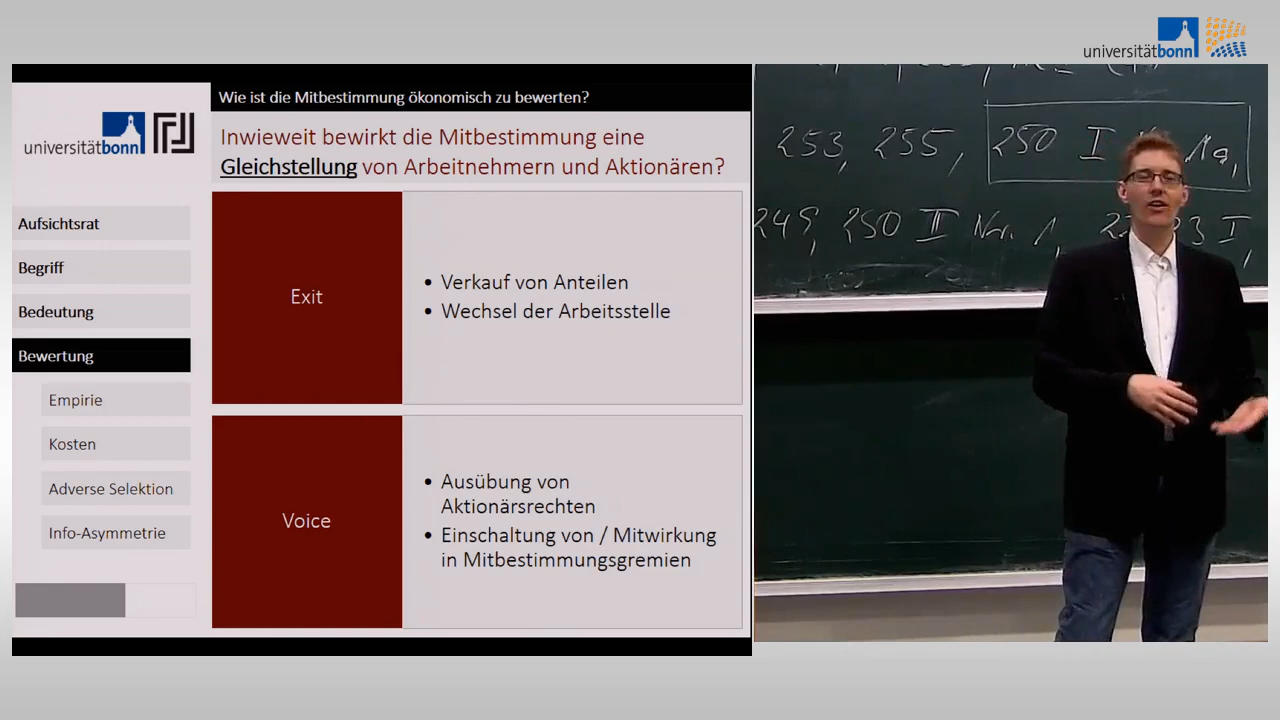 universitätbonn
Wie ist die Mitbestimmung ökonomisch zu bewerten?
universitätbonn
Inwieweit bewirkt die Mitbestimmung eine
Gleichstellung von Arbeitnehmern und Aktionären?
Aufsichtsrat
Begriff
Bedeutung
Bewertung
Empirie
Kosten
Adverse Selektion
Info-Asymmetrie
Exit
• Verkauf von Anteilen
• Wechsel der Arbeitsstelle
Voice
• Ausübung von
Aktionärsrechten
• Einschaltung von / Mitwirkung
in Mitbestimmungsgremien
253, 255, 250 I
249, 250 II Nr. 1,